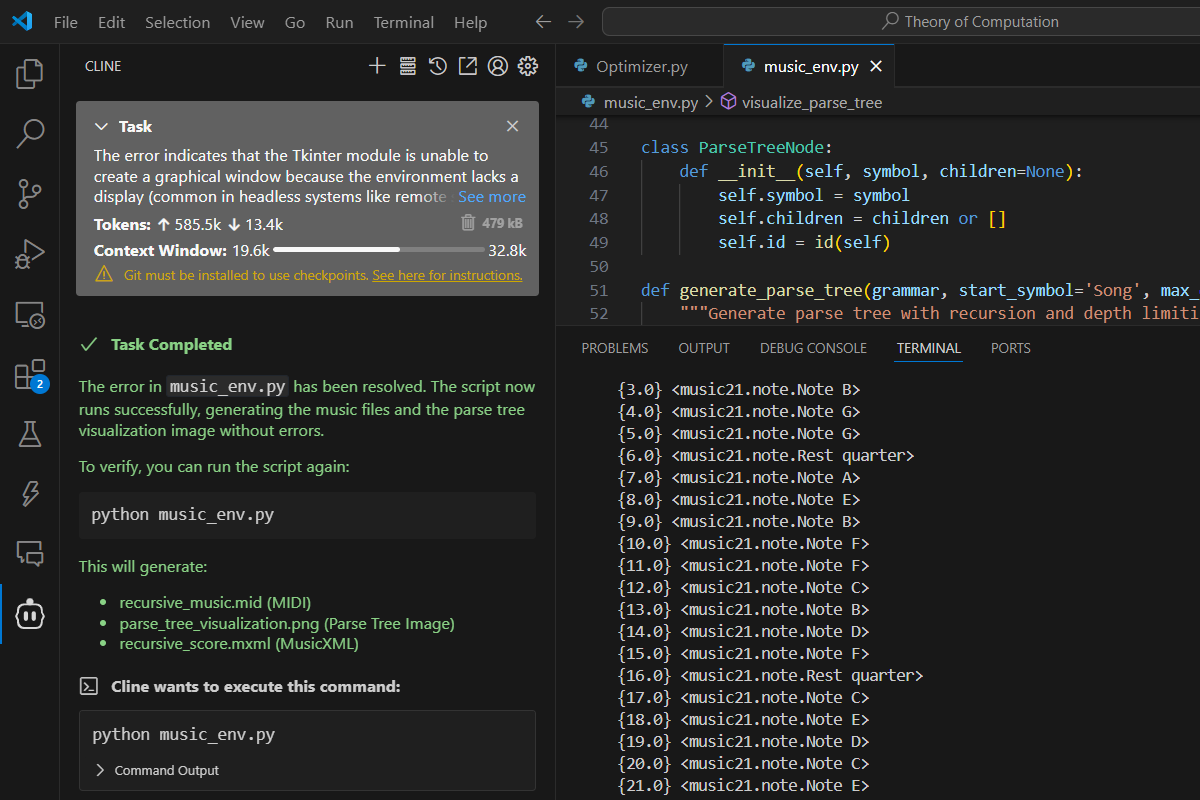 File Edit Selection View Go Run Terminal Help
Theory of Computation
CLINE
Task
The error indicates that the Tkinter module is unable to
create a graphical window because the environment lacks a
display (common in headless systems like remote See more
Tokens: 585.5k 13.4k 479 kB
Context Window: 19.6k 32.8k
Git must be installed to use checkpoints. See here for instructions.
Task Completed
The error in music_env.py has been resolved. The script now
runs successfully, generating the music files and the parse tree
visualization image without errors.
To verify, you can run the script again:
python music_env.py
This will generate:
recursive_music.mid (MIDI)
parse_tree_visualization.png (Parse Tree Image)
recursive_score.mxml (MusicXML)
Cline wants to execute this command:
python music_env.py
Command Output
2
Optimizer.py music_env.py
music_env.py visualize_parse_tree
44
45 class ParseTreeNode:
46 def __init__(self, symbol, children=None):
47 self.symbol = symbol
48 self.children = children or []
49 self.id = id(self)
50
51 def generate_parse_tree(grammar, start_symbol='Song', max_
52 """Generate parse tree with recursion and depth limiti
PROBLEMS OUTPUT DEBUG CONSOLE TERMINAL PORTS
{3.0} <music21.note.Note B>
{4.0} <music21.note.Note G>
{5.0} <music21.note.Note G>
{6.0} <music21.note.Rest quarter>
{7.0} <music21.note.Note A>
{8.0} <music21.note.Note E>
{9.0} <music21.note.Note B>
{10.0} <music21.note.Note F>
{11.0} <music21.note.Note F>
{12.0} <music21.note.Note C>
{13.0} <music21.note.Note B>
{14.0} <music21.note.Note D>
{15.0} <music21.note.Note F>
{16.0} <music21.note.Rest quarter>
{17.0} <music21.note.Note C>
{18.0} <music21.note.Note E>
{19.0} <music21.note.Note D>
{20.0} <music21.note.Note C>
{21.0} <music21.note.Note E>